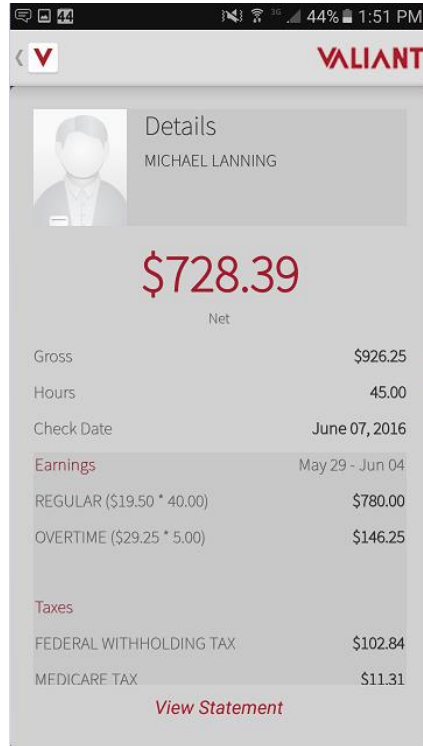 44 3G 44% 1:51 PM
V VALIANT
Details
MICHAEL LANNING
$728.39
Net
Gross $926.25
Hours 45.00
Check Date June 07, 2016
Earnings May 29 - Jun 04
REGULAR ($19.50 * 40.00) $780.00
OVERTIME ($29.25 * 5.00) $146.25
Taxes
FEDERAL WITHHOLDING TAX $102.84
MEDICARE TAX $11.31
View Statement